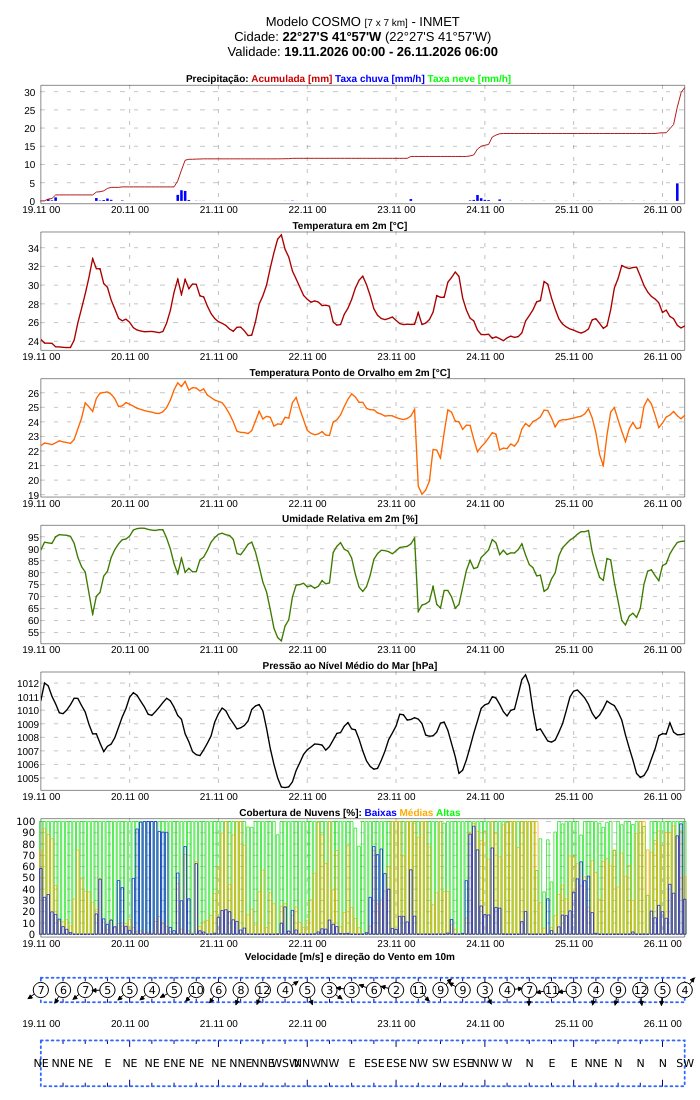 Modelo COSMO [7 x 7 km] - INMET
Cidade: 22°27'S 41°57'W (22°27'S 41°57'W)
Validade: 19.11.2026 00:00 - 26.11.2026 06:00
Precipitação: Acumulada [mm] Taxa chuva [mm/h] Taxa neve [mm/h]
30
25
20
15
10
5
0
19.11 00 20.11 00 21.11 00 22.11 00 23.11 00 24.11 00 25.11 00 26.11 00
Temperatura em 2m [°C]
34
32
30
28
26
24
19.11 00 20.11 00 21.11 00 22.11 00 23.11 00 24.11 00 25.11 00 26.11 00
Temperatura Ponto de Orvalho em 2m [°C]
26
25
24
23
22
21
20
19
19.11 00 20.11 00 21.11 00 22.11 00 23.11 00 24.11 00 25.11 00 26.11 00
Umidade Relativa em 2m [%]
95
90
85
80
75
70
65
60
55
19.11 00 20.11 00 21.11 00 22.11 00 23.11 00 24.11 00 25.11 00 26.11 00
Pressão ao Nível Médio do Mar [hPa]
1012
1011
1010
1009
1008
1007
1006
1005
19.11 00 20.11 00 21.11 00 22.11 00 23.11 00 24.11 00 25.11 00 26.11 00
Cobertura de Nuvens [%]: Baixas Médias Altas
100
90
80
70
60
50
40
30
20
10
0
19.11 00 20.11 00 21.11 00 22.11 00 23.11 00 24.11 00 25.11 00 26.11 00
Velocidade [m/s] e direção do Vento em 10m
7 6 7 5 5 4 5 10 6 8 12 4 5 3 3 6 2 11 9 9 3 4 7 11 3 4 9 12 5 4
19.11 00 20.11 00 21.11 00 22.11 00 23.11 00 24.11 00 25.11 00 26.11 00
NE NNE NE E NE NE ENE NE NE NNE NNE WSW NNW NW E ESE ESE NW SW ESE NNW W N E E NNE N N N SW